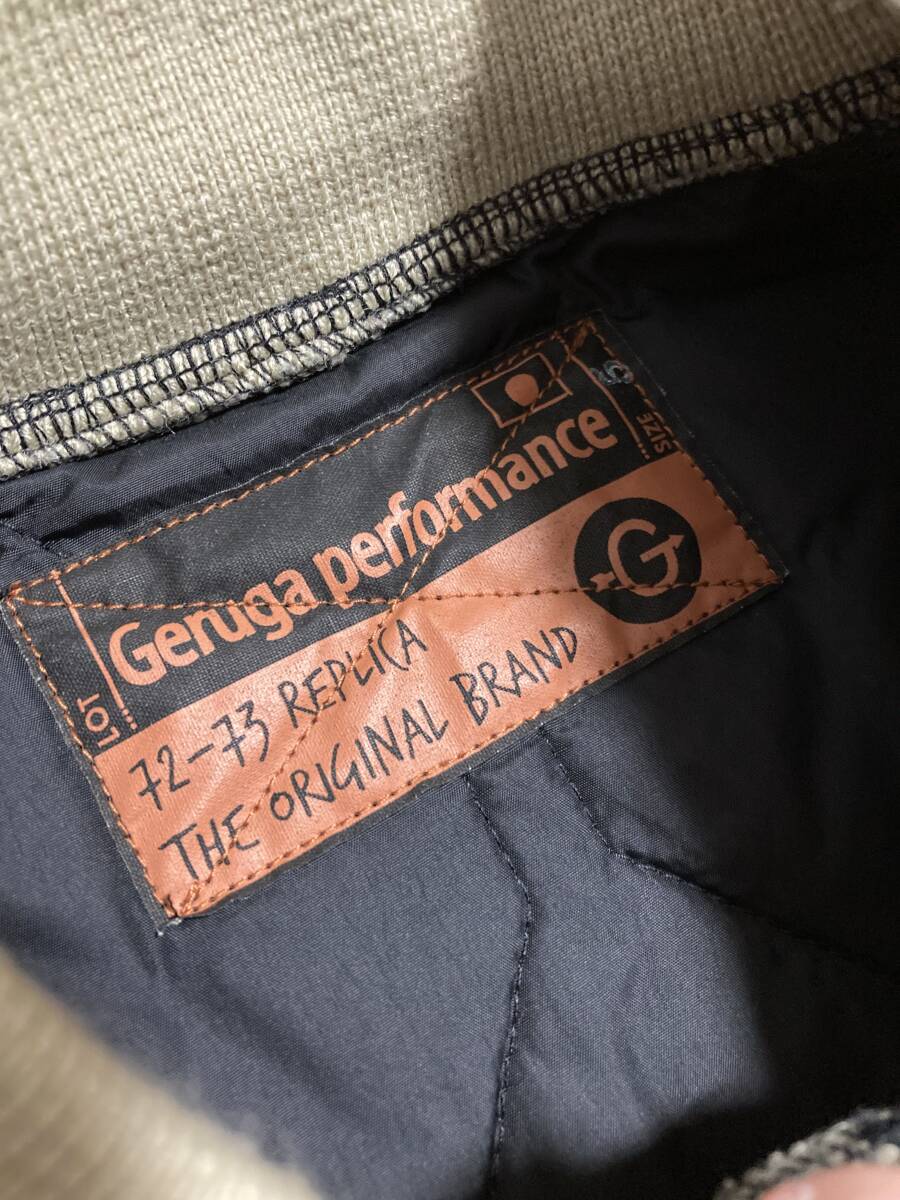 LOT
Geruga performance
SIZE
G
72-73 REPLICA
THE ORIGINAL BRAND